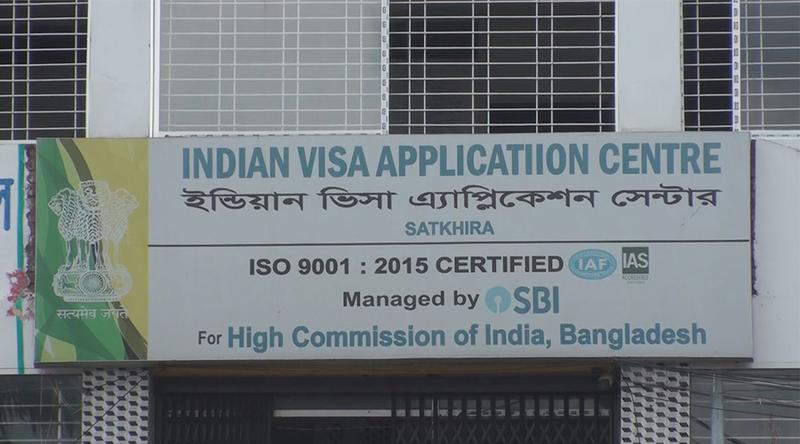 INDIAN VISA APPLICATIION CENTRE
ইন্ডিয়ান ভিসা এ্যাপ্লিকেশন সেন্টার
SATKHIRA
ISO 9001 : 2015 CERTIFIED IAF IAS
Managed by SBI
For High Commission of India, Bangladesh
सत्यमेव जयते